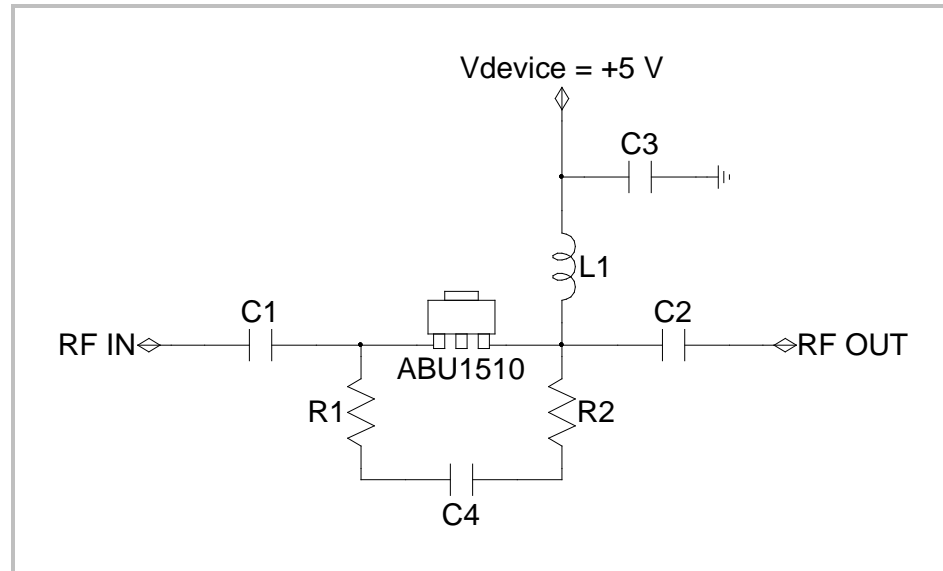 Vdevice = +5 V
C3
L1
C1
C2
RF IN
RF OUT
ABU1510
R1
R2
C4